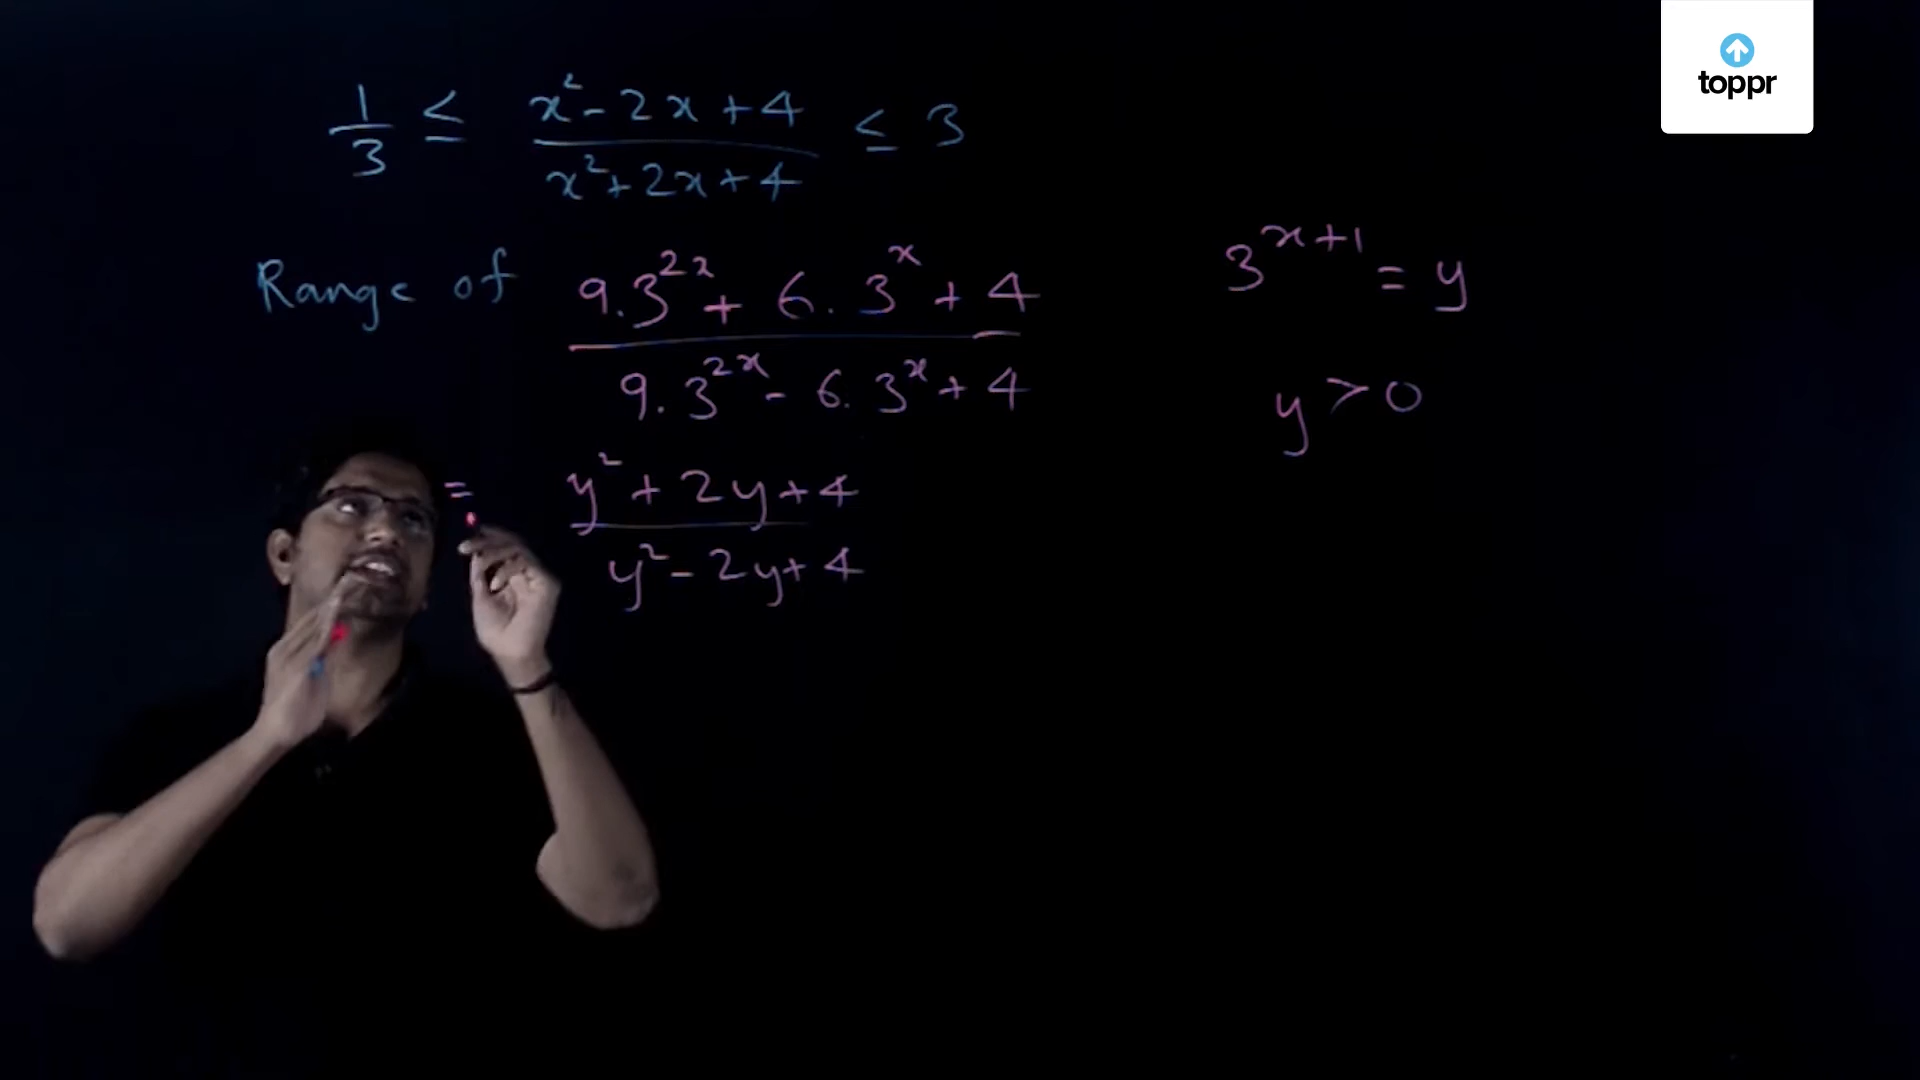 toppr
1/3 ≤ (x² - 2x + 4)/(x² + 2x + 4) ≤ 3
Range of (9.3^(2x) + 6.3^x + 4)/(9.3^(2x) - 6.3^x + 4)
3^(x+1) = y
y > 0
= (y² + 2y + 4)/(y² - 2y + 4)